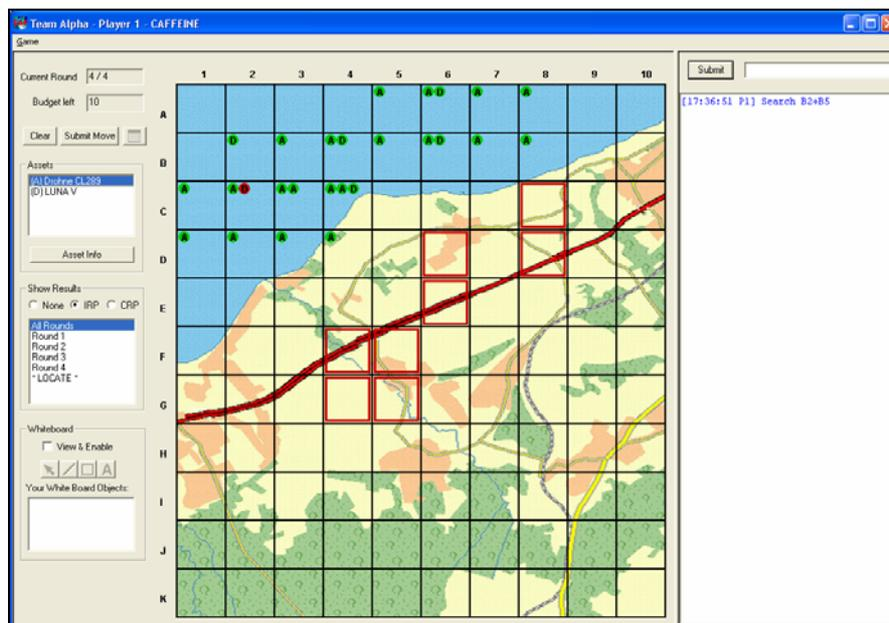 Team Alpha - Player 1 - CAFFEINE
Game
Current Round 4 / 4
Budget left 10
Clear Submit Move
Assets
(A) Drohne CL289
(D) LUNA V
Asset Info
Show Results
None IRP CRP
All Rounds
Round 1
Round 2
Round 3
Round 4
* LOCATE *
Whiteboard
View & Enable
A
Your White Board Objects:
1 2 3 4 5 6 7 8 9 10
A A D A A
A
D A A D A A D A A
B
A A D A A A A D A
C
A A A A
D
E
F
G
H
I
J
K
Submit
[17:36:51 P1] Search B2+B5